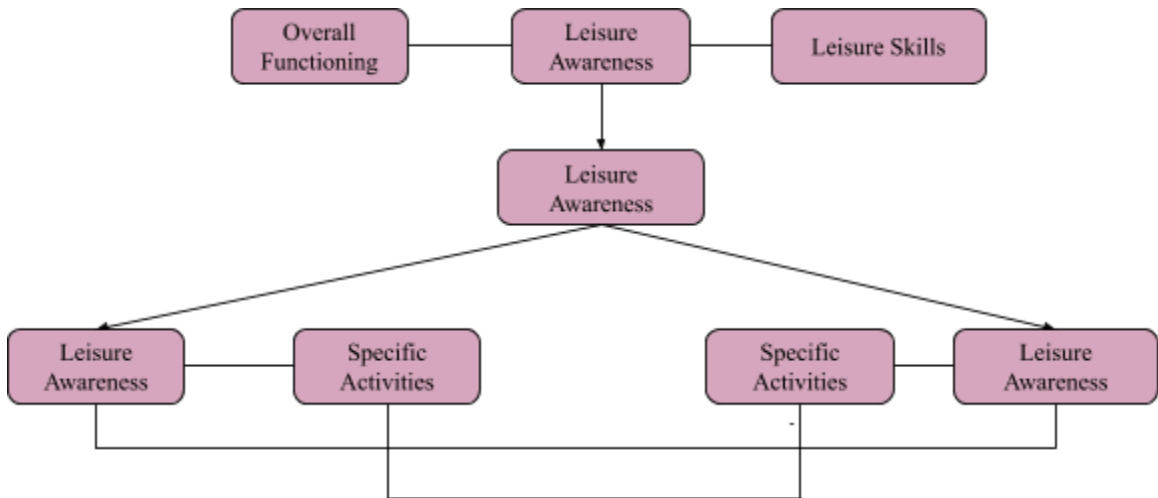 Overall
Functioning
Leisure
Awareness
Leisure Skills
Leisure
Awareness
Leisure
Awareness
Specific
Activities
Specific
Activities
Leisure
Awareness
-